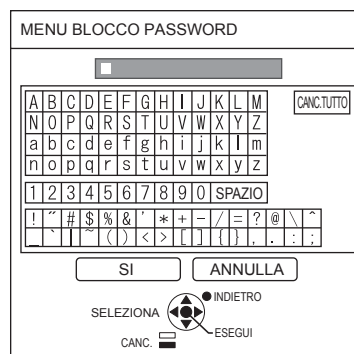 MENU BLOCCO PASSWORD
A B C D E F G H I J K L M CANC.TUTTO
N O P Q R S T U V W X Y Z
a b c d e f g h i j k l m
n o p q r s t u v w x y z
1 2 3 4 5 6 7 8 9 0 SPAZIO
! ˝ # $ % & ' * + - / = ? @ \ ^
_ ` | ~ ( ) < > [ ] { } , . : ;
SI ANNULLA
INDIETRO
SELEZIONA
ESEGUI
CANC.